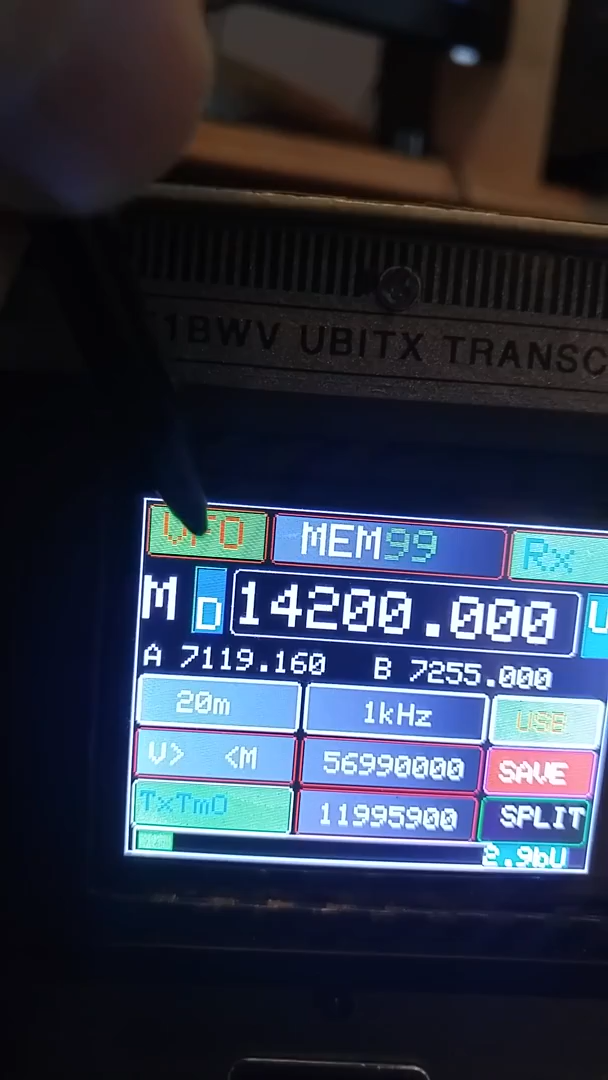 1BWV UBITX TRANSC
VFO MEM99 Rx
M D 14200.000 U
A 7119.160 B 7255.000
20m 1kHz USB
V> <M 56990000 SAVE
TxTmO 11995900 SPLIT
2.96U